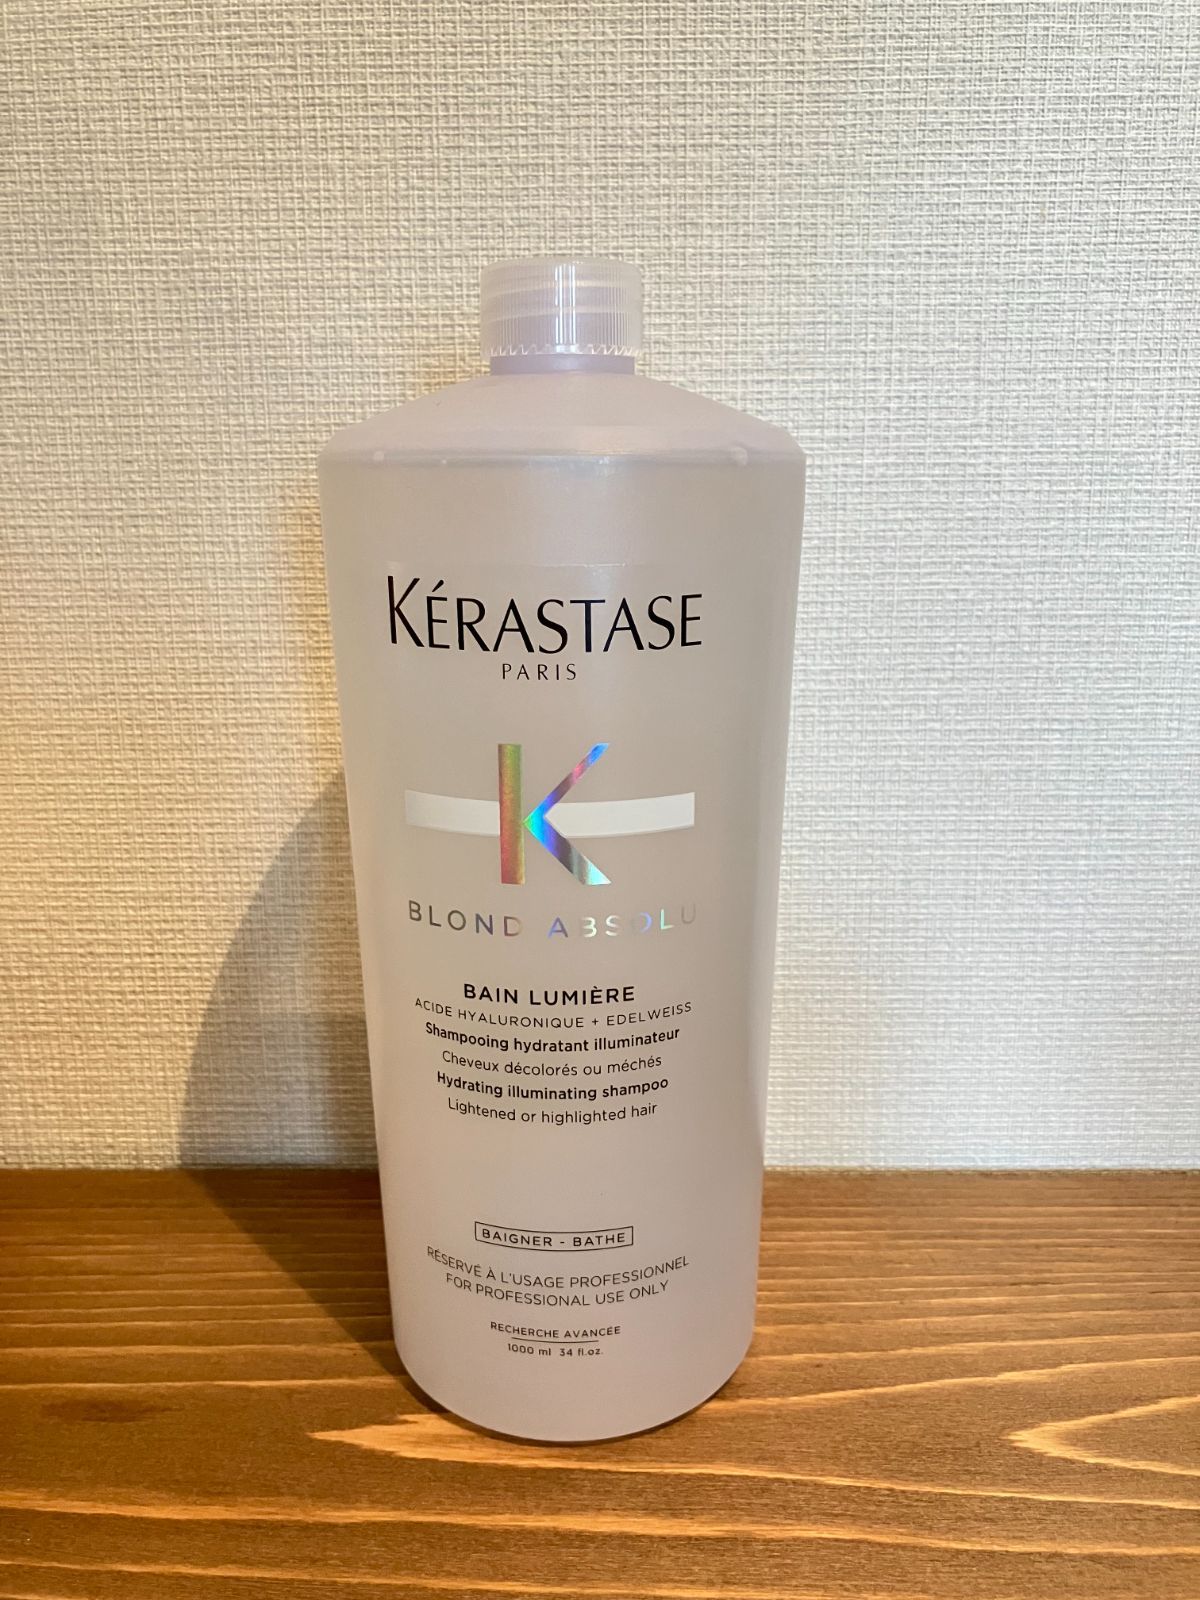 KÉRASTASE
PARIS
K
BLOND ABSOLU
BAIN LUMIÈRE
ACIDE HYALURONIQUE + EDELWEISS
Shampooing hydratant illuminateur
Cheveux décolorés ou méchés
Hydrating illuminating shampoo
Lightened or highlighted hair
BAIGNER - BATHE
RÉSERVÉ À L'USAGE PROFESSIONNEL
FOR PROFESSIONAL USE ONLY
RECHERCHE AVANCÉE
1000 ml 34 fl.oz.